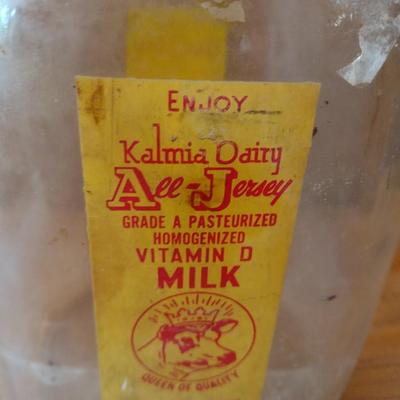 ENJOY
Kalmia Dairy
All-Jersey
GRADE A PASTEURIZED
HOMOGENIZED
VITAMIN D
MILK
QUEEN OF QUALITY